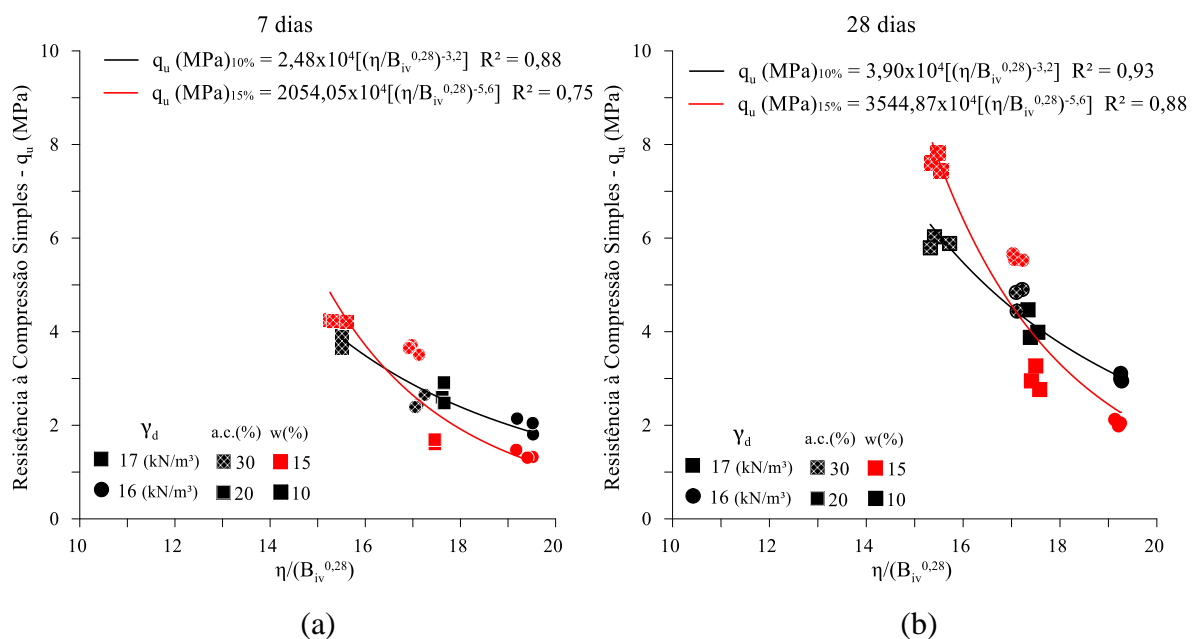 7 dias
q_u (MPa)10% = 2,48x10⁴[(η/B_iv^0,28)^-3,2] R² = 0,88
q_u (MPa)15% = 2054,05x10⁴[(η/B_iv^0,28)^-5,6] R² = 0,75
Resistência à Compressão Simples - q_u (MPa)
10
8
6
4
2
0
γ_d a.c.(%) w(%)
17 (kN/m³) 30 15
16 (kN/m³) 20 10
10 12 14 16 18 20
η/(B_iv^0,28)
(a)
28 dias
q_u (MPa)10% = 3,90x10⁴[(η/B_iv^0,28)^-3,2] R² = 0,93
q_u (MPa)15% = 3544,87x10⁴[(η/B_iv^0,28)^-5,6] R² = 0,88
Resistência à Compressão Simples - q_u (MPa)
10
8
6
4
2
0
γ_d a.c.(%) w(%)
17 (kN/m³) 30 15
16 (kN/m³) 20 10
10 12 14 16 18 20
η/(B_iv^0,28)
(b)